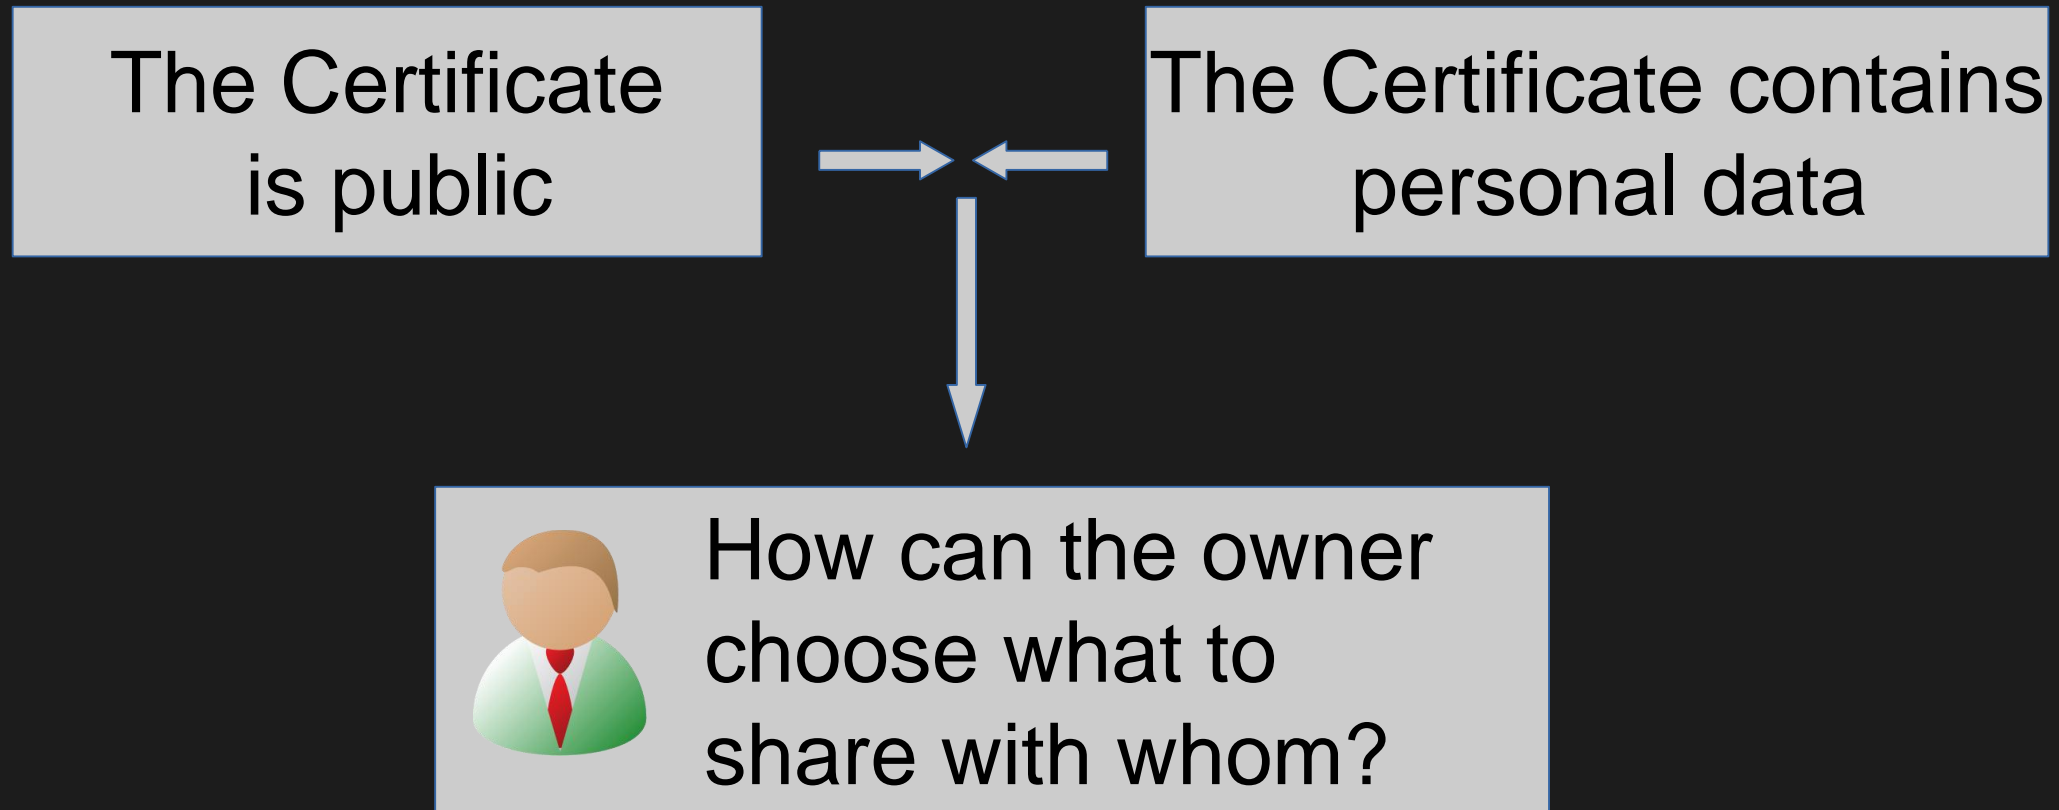 The Certificate
is public
The Certificate contains
personal data
How can the owner
choose what to
share with whom?